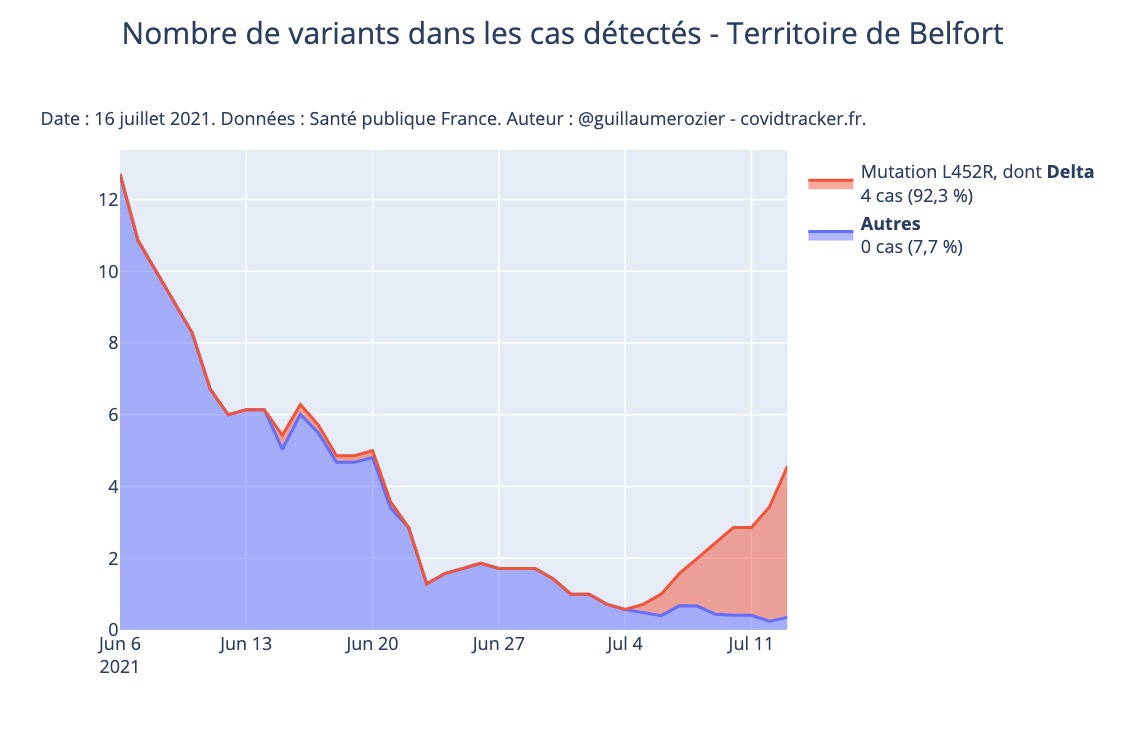 Nombre de variants dans les cas détectés - Territoire de Belfort
Date : 16 juillet 2021. Données : Santé publique France. Auteur : @guillaumerozier - covidtracker.fr.
Mutation L452R, dont Delta
4 cas (92,3 %)
Autres
0 cas (7,7 %)
12
10
8
6
4
2
0
Jun 6
2021
Jun 13
Jun 20
Jun 27
Jul 4
Jul 11